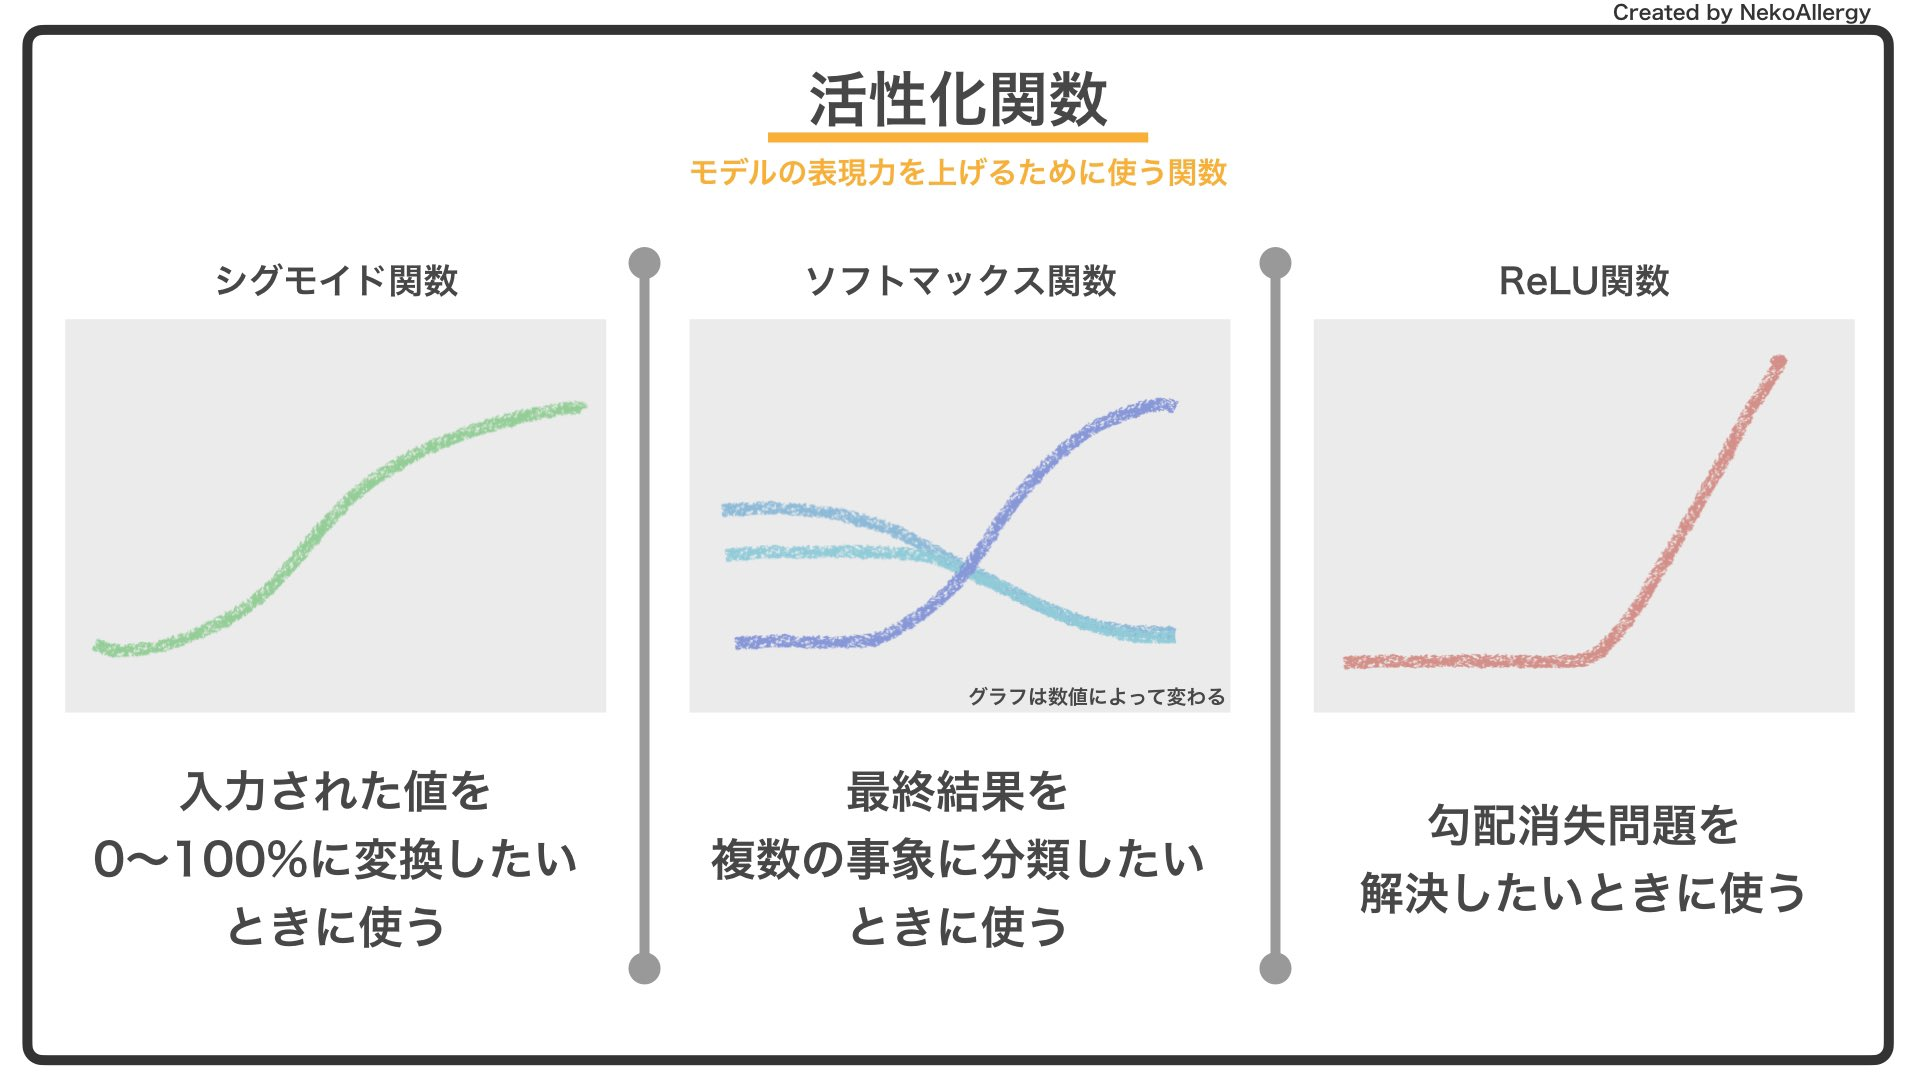 Created by NekoAllergy
活性化関数
モデルの表現力を上げるために使う関数
シグモイド関数
入力された値を
0〜100%に変換したい
ときに使う
ソフトマックス関数
グラフは数値によって変わる
最終結果を
複数の事象に分類したい
ときに使う
ReLU関数
勾配消失問題を
解決したいときに使う